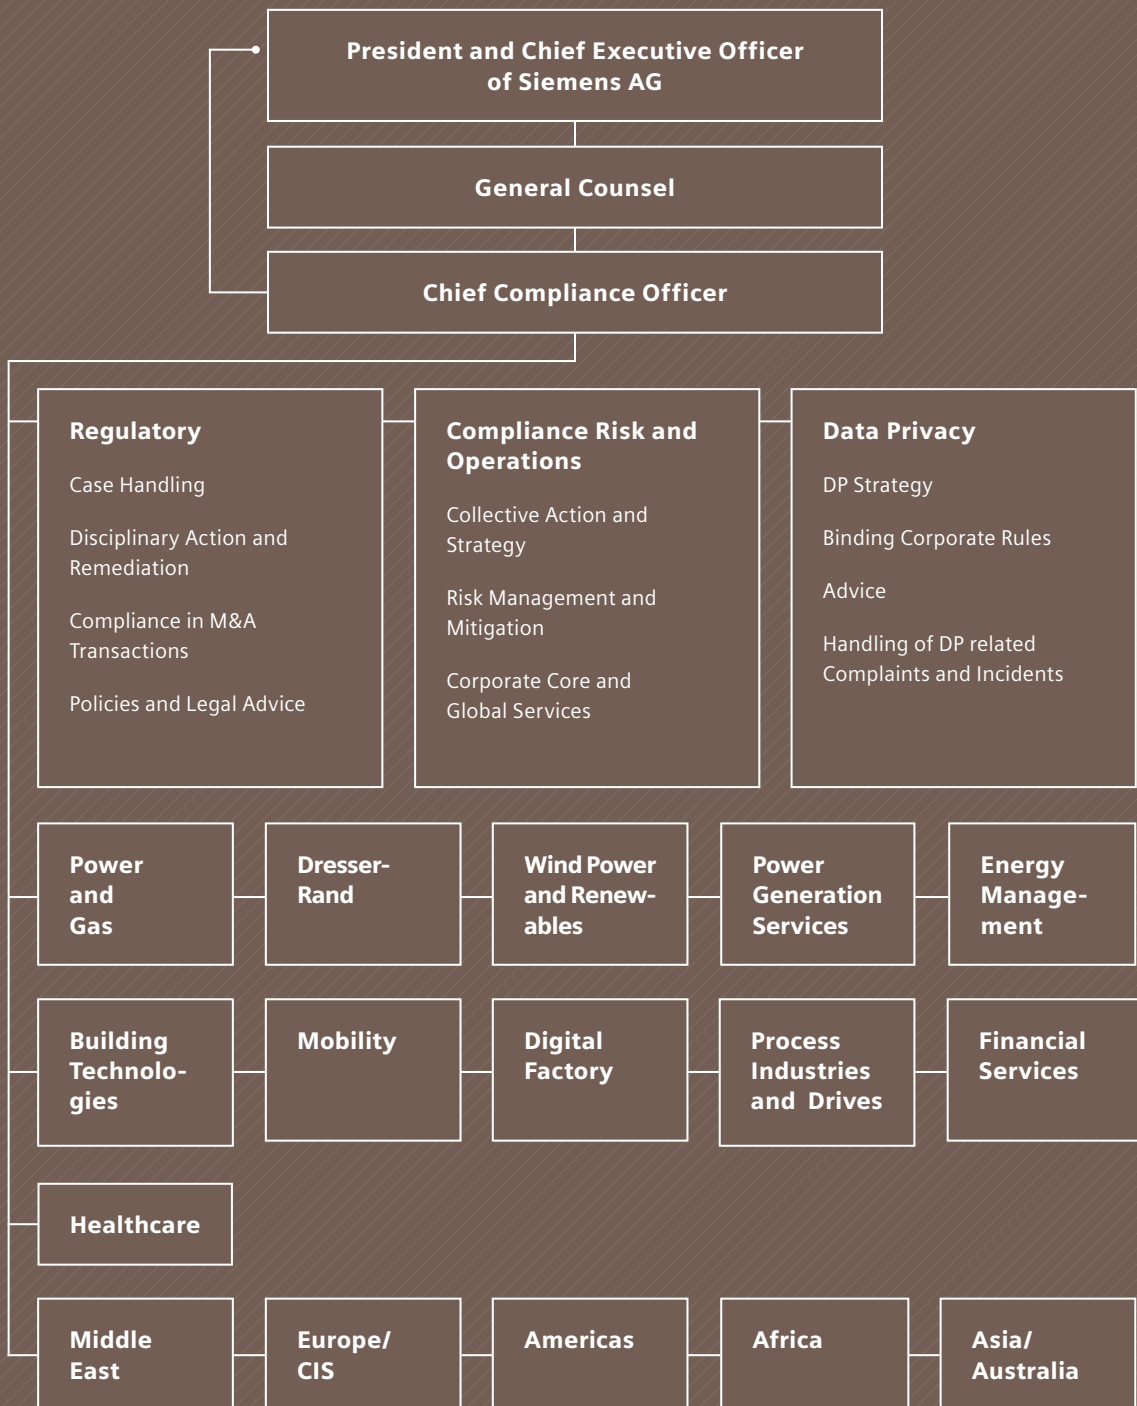 President and Chief Executive Officer
of Siemens AG
General Counsel
Chief Compliance Officer
Regulatory
Case Handling
Disciplinary Action and
Remediation
Compliance in M&A
Transactions
Policies and Legal Advice
Compliance Risk and
Operations
Collective Action and
Strategy
Risk Management and
Mitigation
Corporate Core and
Global Services
Data Privacy
DP Strategy
Binding Corporate Rules
Advice
Handling of DP related
Complaints and Incidents
Power
and
Gas
Dresser-
Rand
Wind Power
and Renew-
ables
Power
Generation
Services
Energy
Manage-
ment
Building
Technolo-
gies
Mobility
Digital
Factory
Process
Industries
and Drives
Financial
Services
Healthcare
Middle
East
Europe/
CIS
Americas
Africa
Asia/
Australia